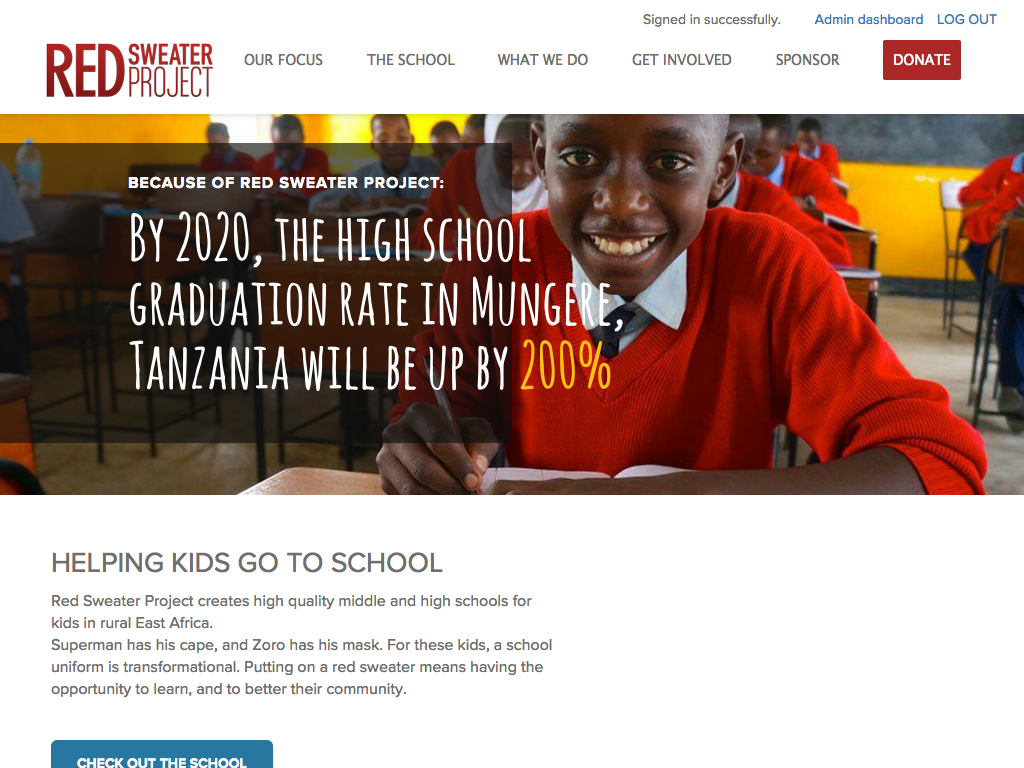 Signed in successfully. Admin dashboard LOG OUT
RED SWEATER PROJECT
OUR FOCUS THE SCHOOL WHAT WE DO GET INVOLVED SPONSOR DONATE
BECAUSE OF RED SWEATER PROJECT:
By 2020, the high school
graduation rate in Mungere,
Tanzania will be up by 200%
HELPING KIDS GO TO SCHOOL
Red Sweater Project creates high quality middle and high schools for
kids in rural East Africa.
Superman has his cape, and Zoro has his mask. For these kids, a school
uniform is transformational. Putting on a red sweater means having the
opportunity to learn, and to better their community.
CHECK OUT THE SCHOOL